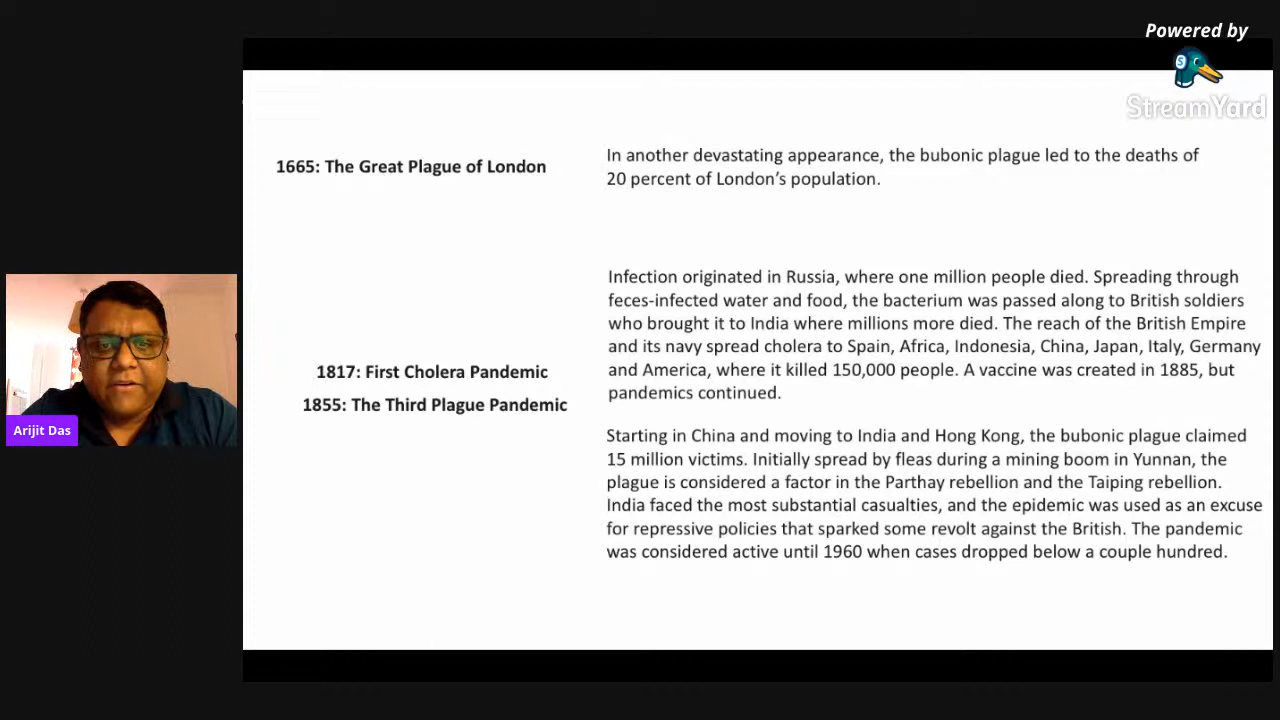 Powered by
StreamYard
1665: The Great Plague of London
In another devastating appearance, the bubonic plague led to the deaths of
20 percent of London's population.
Infection originated in Russia, where one million people died. Spreading through
feces-infected water and food, the bacterium was passed along to British soldiers
who brought it to India where millions more died. The reach of the British Empire
and its navy spread cholera to Spain, Africa, Indonesia, China, Japan, Italy, Germany
and America, where it killed 150,000 people. A vaccine was created in 1885, but
pandemics continued.
1817: First Cholera Pandemic
1855: The Third Plague Pandemic
Starting in China and moving to India and Hong Kong, the bubonic plague claimed
15 million victims. Initially spread by fleas during a mining boom in Yunnan, the
plague is considered a factor in the Parthay rebellion and the Taiping rebellion.
India faced the most substantial casualties, and the epidemic was used as an excuse
for repressive policies that sparked some revolt against the British. The pandemic
was considered active until 1960 when cases dropped below a couple hundred.
Arijit Das